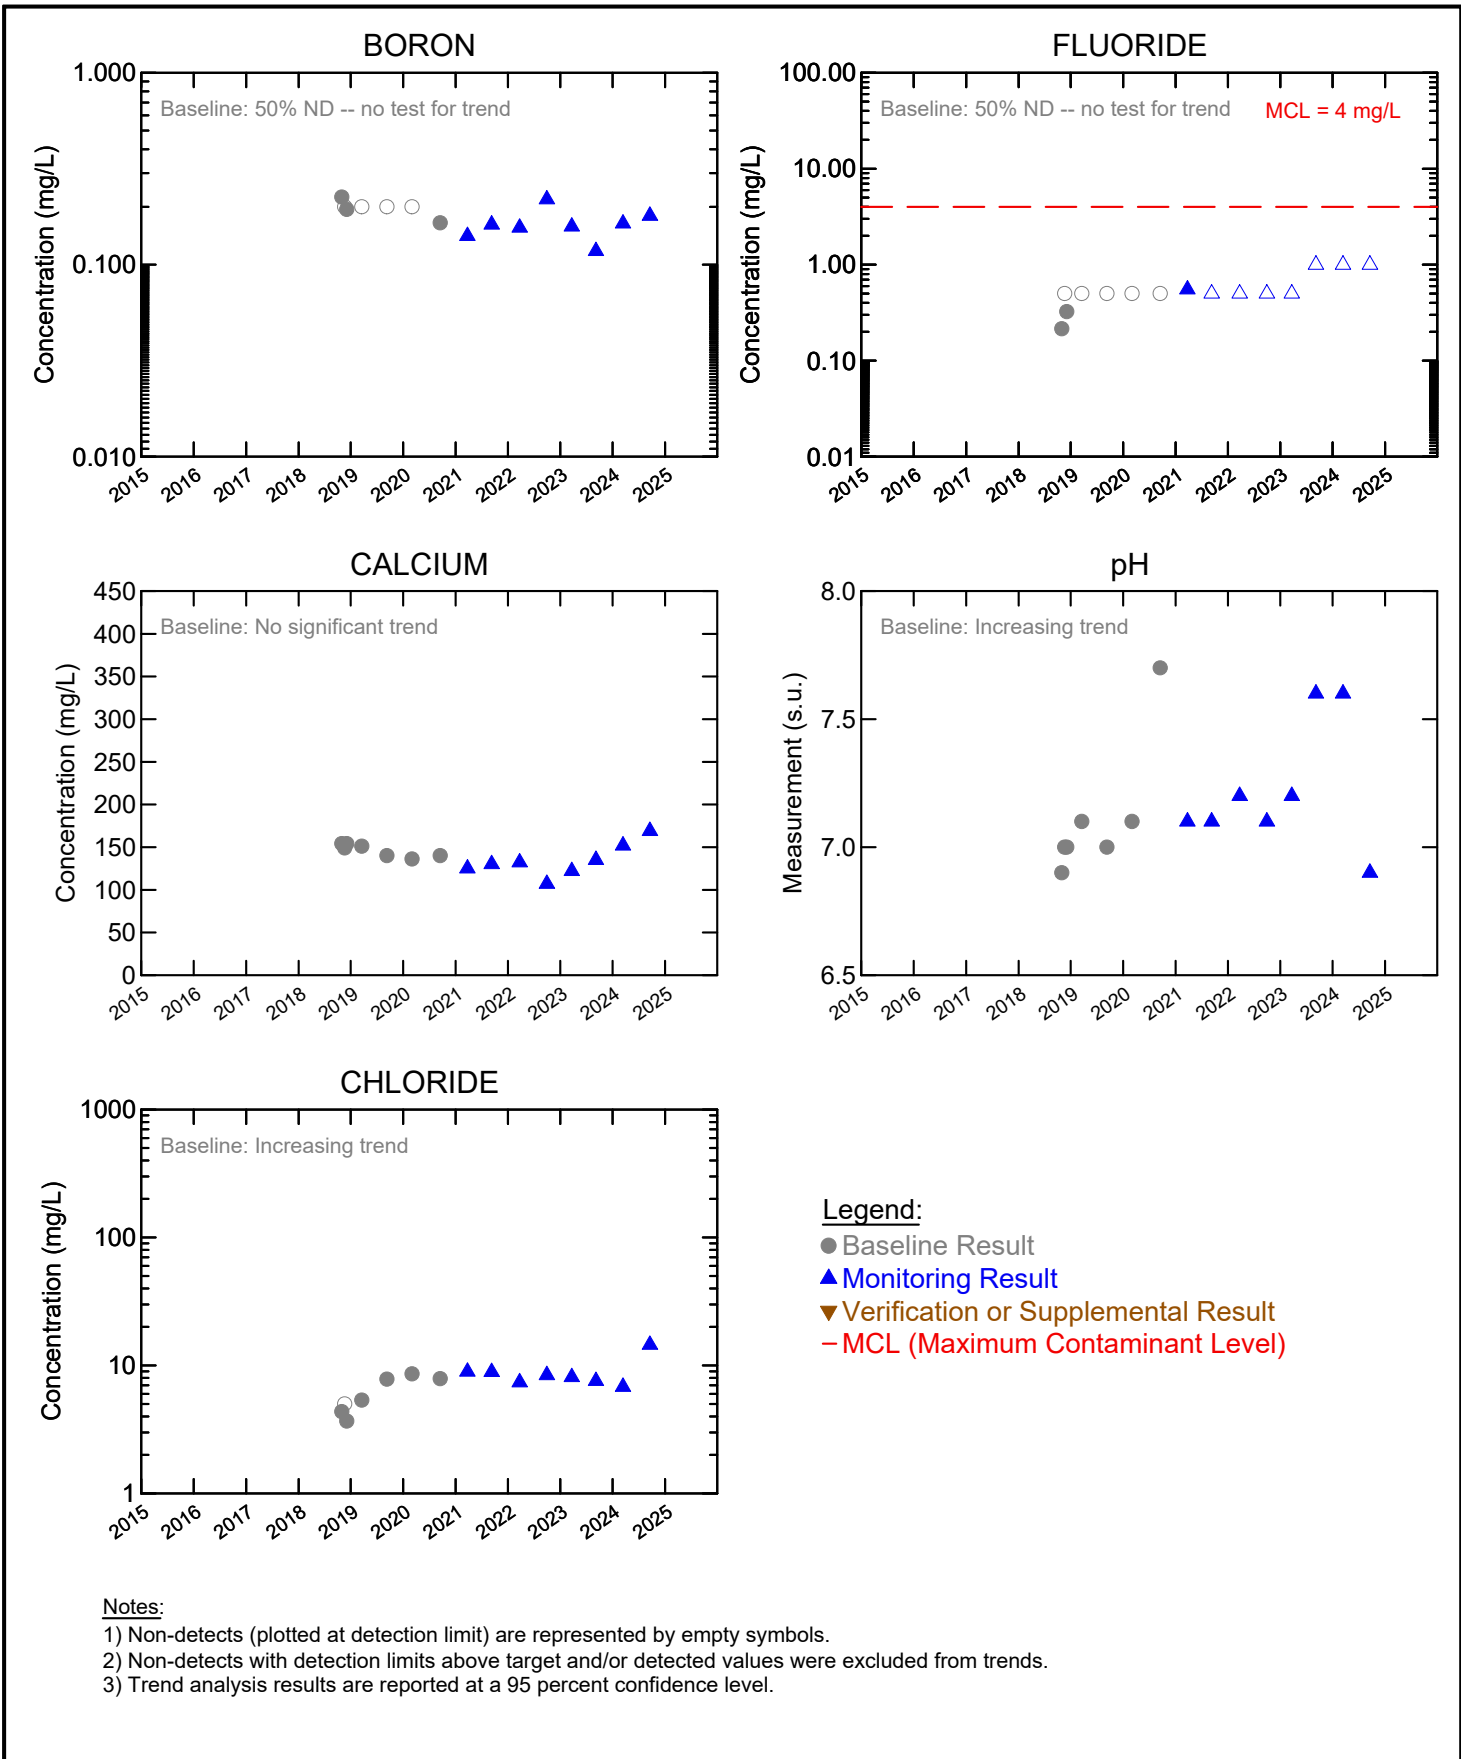 BORON
Concentration (mg/L)
1.000
0.100
0.010
Baseline: 50% ND -- no test for trend
2015 2016 2017 2018 2019 2020 2021 2022 2023 2024 2025
FLUORIDE
Concentration (mg/L)
100.00
10.00
1.00
0.10
0.01
Baseline: 50% ND -- no test for trend
MCL = 4 mg/L
2015 2016 2017 2018 2019 2020 2021 2022 2023 2024 2025
CALCIUM
Concentration (mg/L)
450
400
350
300
250
200
150
100
50
0
Baseline: No significant trend
2015 2016 2017 2018 2019 2020 2021 2022 2023 2024 2025
pH
Measurement (s.u.)
8.0
7.5
7.0
6.5
Baseline: Increasing trend
2015 2016 2017 2018 2019 2020 2021 2022 2023 2024 2025
CHLORIDE
Concentration (mg/L)
1000
100
10
1
Baseline: Increasing trend
2015 2016 2017 2018 2019 2020 2021 2022 2023 2024 2025
Legend:
Baseline Result
Monitoring Result
Verification or Supplemental Result
MCL (Maximum Contaminant Level)
Notes:
1) Non-detects (plotted at detection limit) are represented by empty symbols.
2) Non-detects with detection limits above target and/or detected values were excluded from trends.
3) Trend analysis results are reported at a 95 percent confidence level.